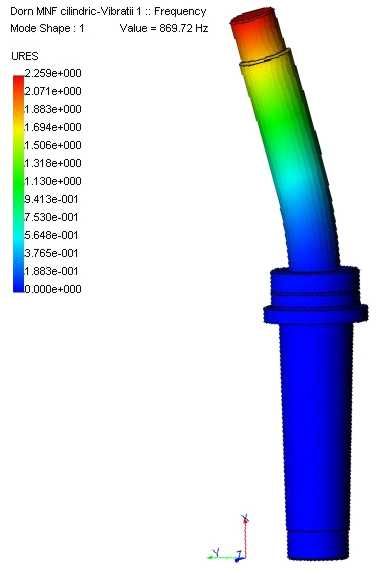 Dorn MNF cilindric-Vibratii 1 :: Frequency
Mode Shape : 1 Value = 869.72 Hz
URES
2.259e+000
2.071e+000
1.883e+000
1.694e+000
1.506e+000
1.318e+000
1.130e+000
9.413e-001
7.530e-001
5.648e-001
3.765e-001
1.883e-001
0.000e+000
X
Y
Z